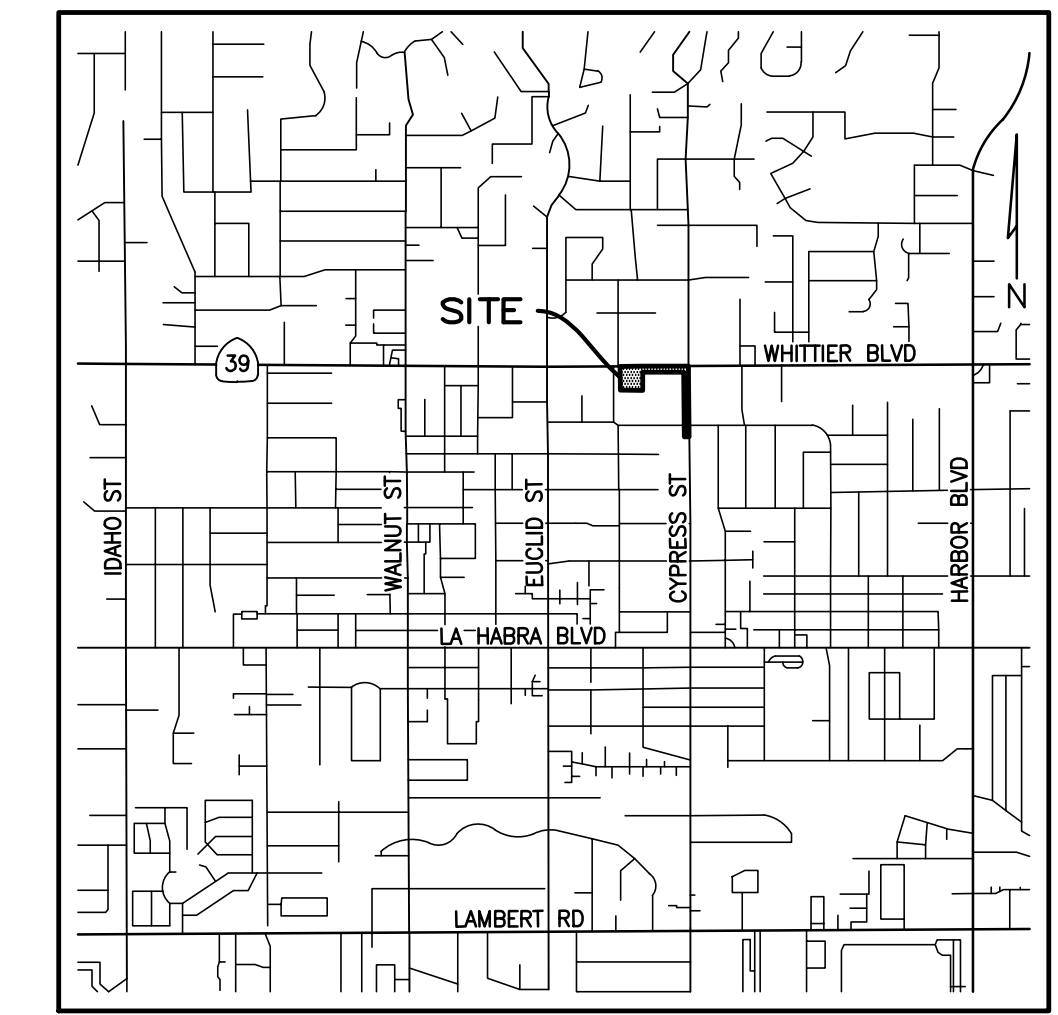 N
SITE
WHITTIER BLVD
39
IDAHO ST
WALNUT ST
EUCLID ST
CYPRESS ST
HARBOR BLVD
LA HABRA BLVD
LAMBERT RD